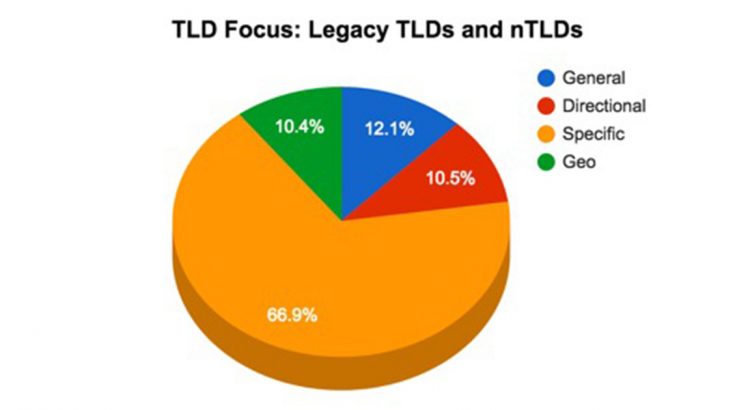 TLD Focus: Legacy TLDs and nTLDs
General
Directional
Specific
Geo
10.4%
12.1%
10.5%
66.9%